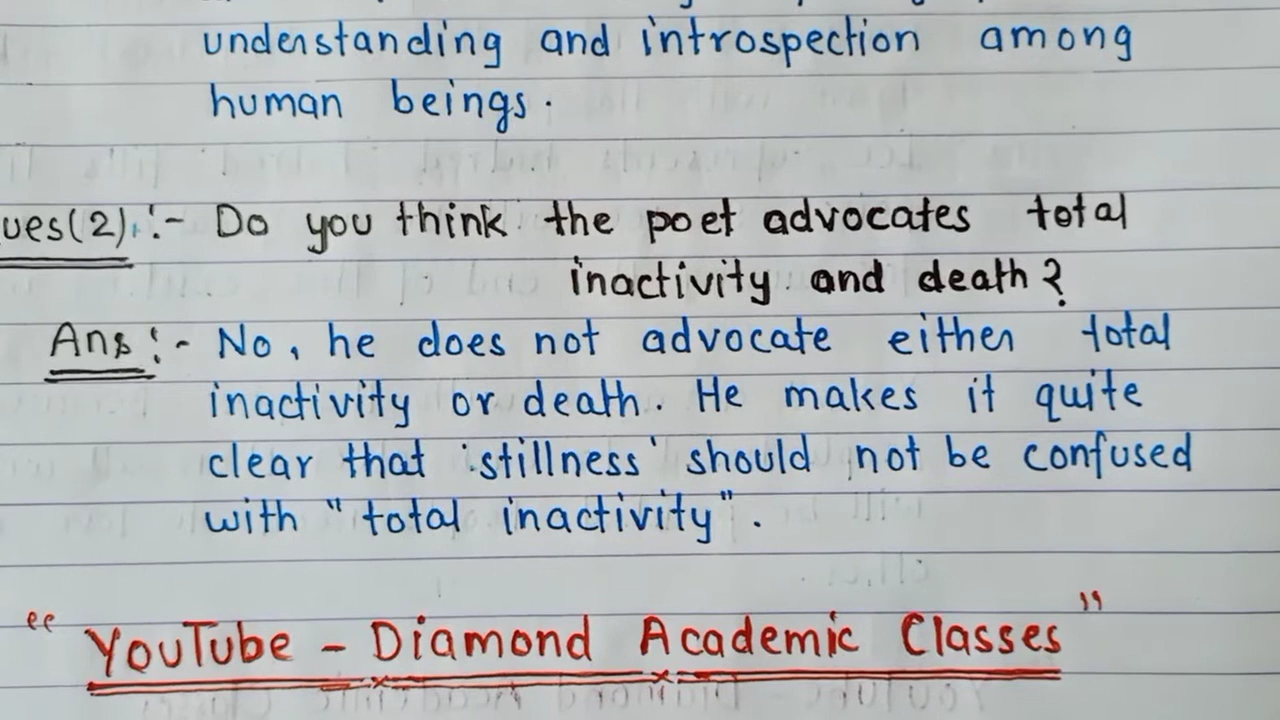 understanding and introspection among
human beings.
ues(2) :- Do you think the poet advocates total
inactivity and death?
Ans :- No, he does not advocate either total
inactivity or death. He makes it quite
clear that 'stillness' should not be confused
with "total inactivity".
"YouTube - Diamond Academic Classes"